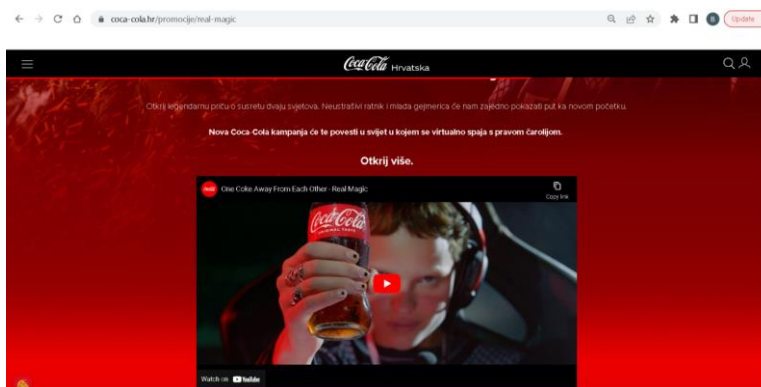 coca-cola.hr/promocije/real-magic
B
Update
Coca-Cola Hrvatska
Otkrij legendarnu priču o susretu dvaju svjetova. Neustrašivi ratnik i mlada gejmerica će nam zajedno pokazati put ka novom početku.
Nova Coca-Cola kampanja će te povesti u svijet u kojem se virtualno spaja s pravom čarolijom.
Otkrij više.
One Coke Away From Each Other - Real Magic
Copy link
Coca-Cola
ORIGINAL TASTE
Watch on YouTube